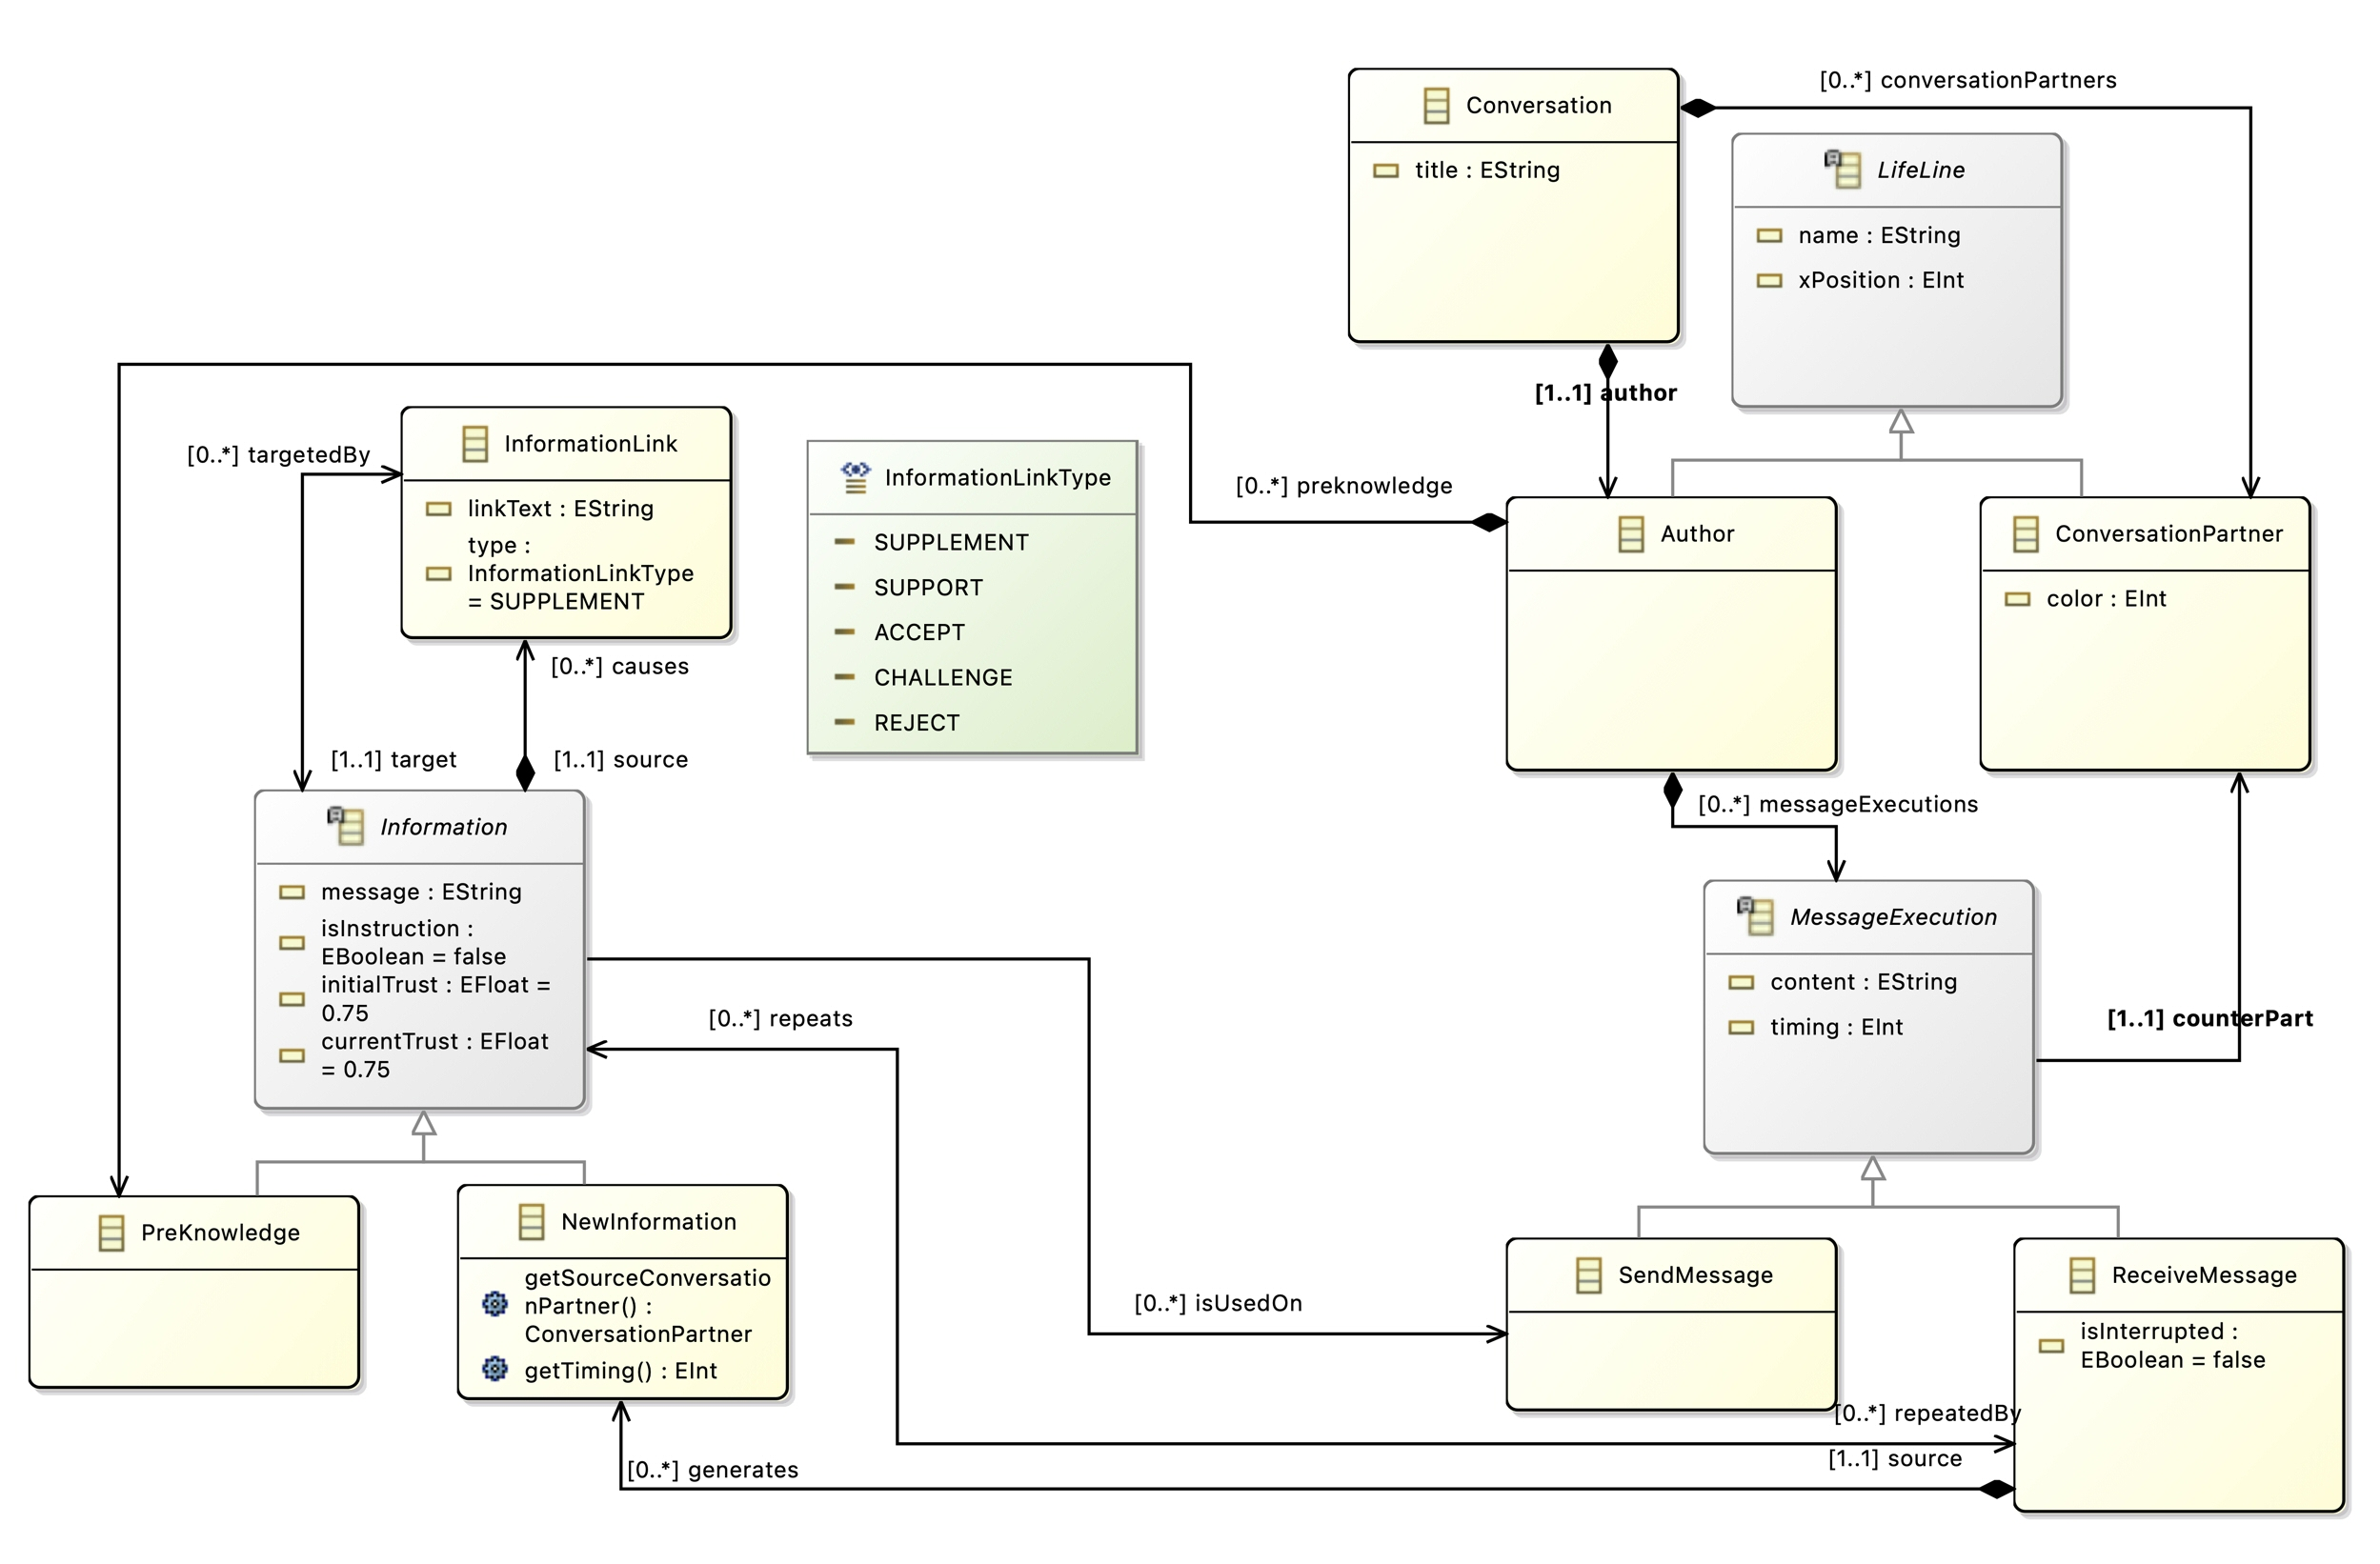 [0..*] conversationPartners
Conversation
title : EString
LifeLine
name : EString
xPosition : EInt
[1..1] author
[0..*] targetedBy
InformationLink
linkText : EString
type :
InformationLinkType
= SUPPLEMENT
InformationLinkType
SUPPLEMENT
SUPPORT
ACCEPT
CHALLENGE
REJECT
[0..*] preknowledge
Author
ConversationPartner
color : EInt
[0..*] causes
[1..1] target
[1..1] source
[0..*] messageExecutions
Information
message : EString
isInstruction :
EBoolean = false
initialTrust : EFloat =
0.75
currentTrust : EFloat
= 0.75
[0..*] repeats
MessageExecution
content : EString
timing : EInt
[1..1] counterPart
PreKnowledge
NewInformation
getSourceConversatio
nPartner() :
ConversationPartner
getTiming() : EInt
[0..*] isUsedOn
SendMessage
ReceiveMessage
isInterrupted :
EBoolean = false
[0..*] repeatedBy
[1..1] source
[0..*] generates